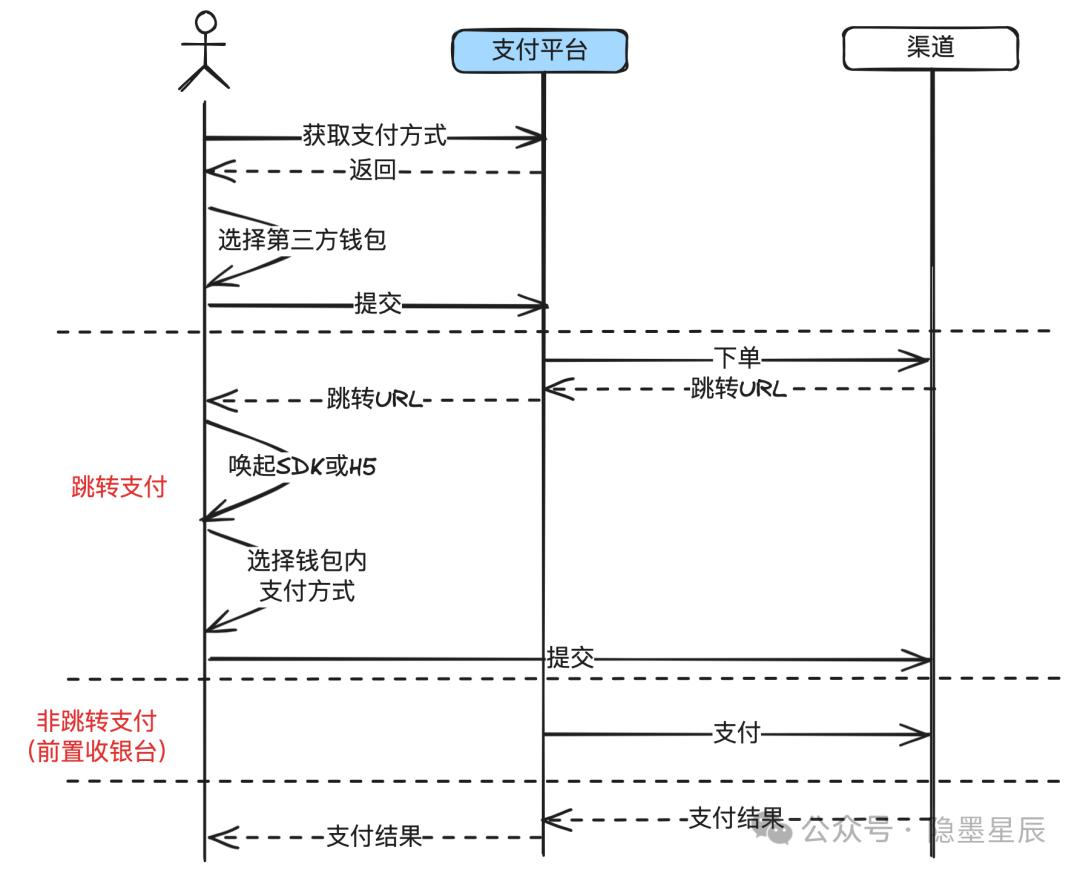 支付平台
渠道
获取支付方式
返回
选择第三方钱包
提交
下单
跳转URL
跳转URL
唤起SDK或H5
跳转支付
选择钱包内
支付方式
提交
非跳转支付
(前置收银台)
支付
支付结果
支付结果
公众号 · 隐墨星辰